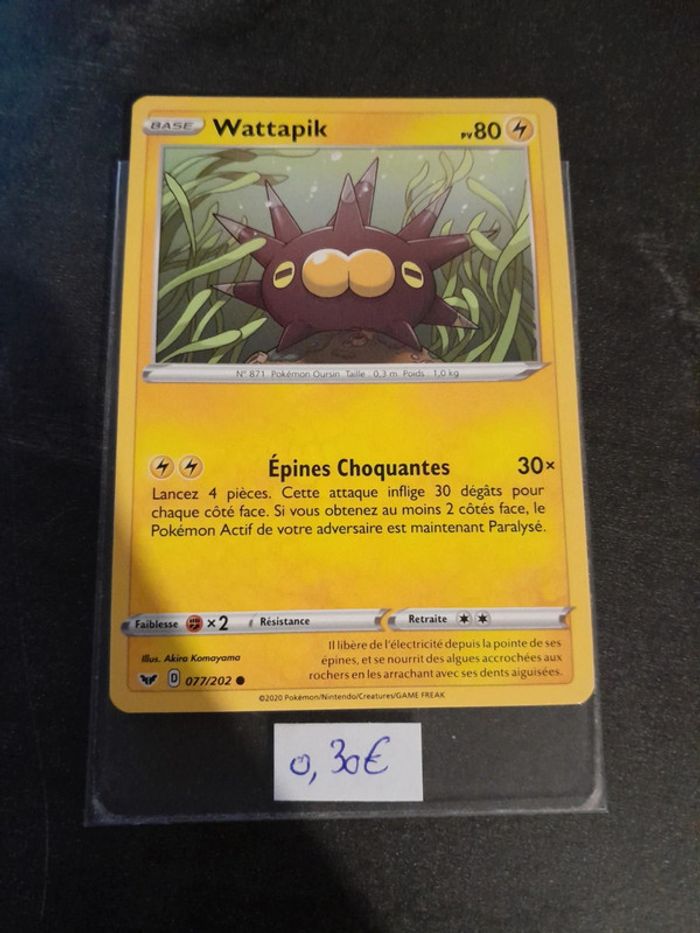 BASE Wattapik PV80
N° 871 Pokémon Oursin Taille : 0,3 m Poids : 1,0 kg
Épines Choquantes 30×
Lancez 4 pièces. Cette attaque inflige 30 dégâts pour
chaque côté face. Si vous obtenez au moins 2 côtés face, le
Pokémon Actif de votre adversaire est maintenant Paralysé.
Faiblesse ×2 Résistance Retraite
Illus. Akira Komayama
Il libère de l'électricité depuis la pointe de ses
épines, et se nourrit des algues accrochées aux
rochers en les arrachant avec ses dents aiguisées.
D 077/202
©2020 Pokémon/Nintendo/Creatures/GAME FREAK
0,30€